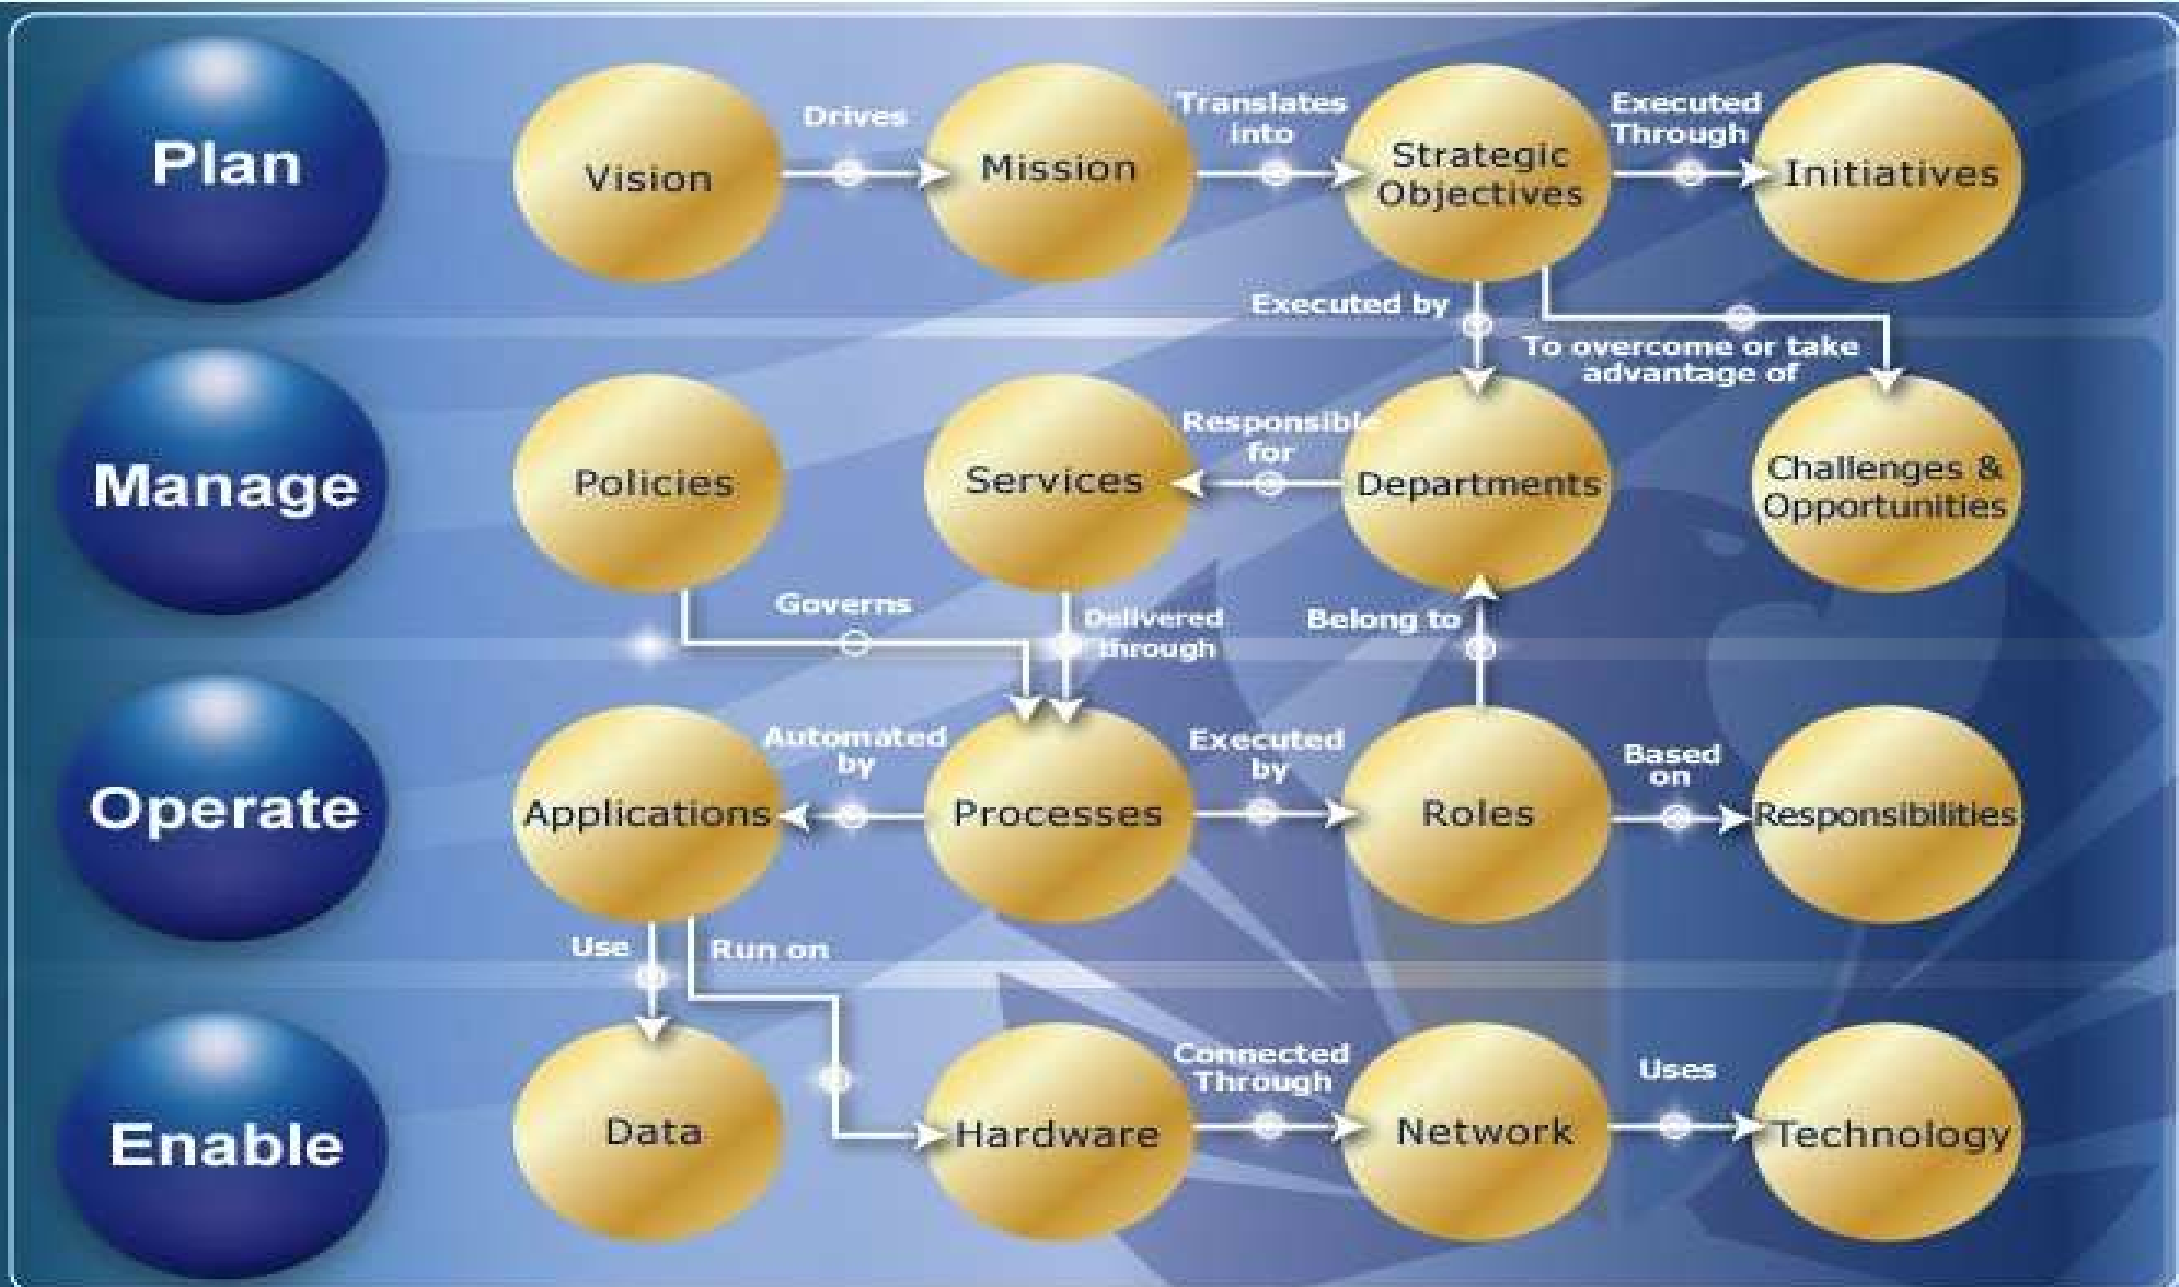 Plan
Vision
Drives
Mission
Translates
into
Strategic
Objectives
Executed
Through
Initiatives
Executed by
To overcome or take
advantage of
Manage
Policies
Services
Responsible
for
Departments
Challenges &
Opportunities
Governs
Delivered
through
Belong to
Operate
Applications
Automated
by
Processes
Executed
by
Roles
Based
on
Responsibilities
Use
Run on
Enable
Data
Hardware
Connected
Through
Network
Uses
Technology